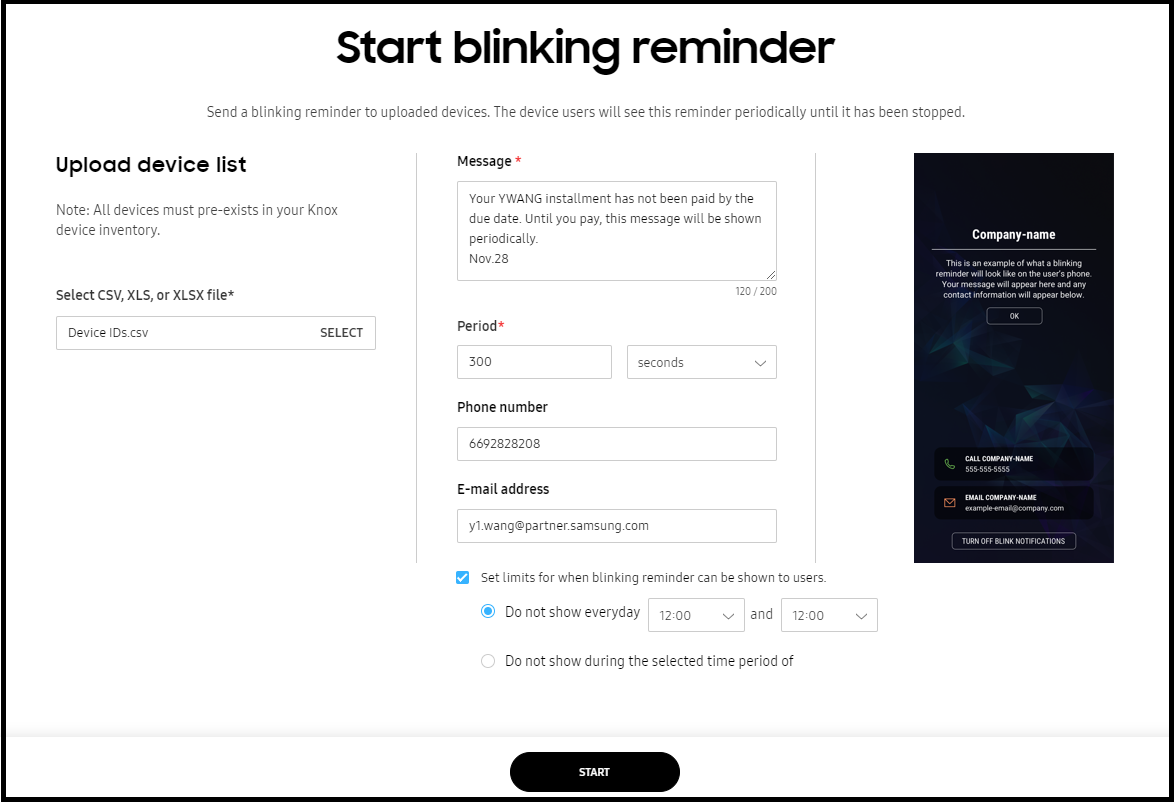 Start blinking reminder
Send a blinking reminder to uploaded devices. The device users will see this reminder periodically until it has been stopped.
Upload device list
Note: All devices must pre-exists in your Knox
device inventory.
Select CSV, XLS, or XLSX file*
Device IDs.csv
SELECT
Message *
Your YWANG installment has not been paid by the
due date. Until you pay, this message will be shown
periodically.
Nov.28
120 / 200
Period*
300
seconds
Phone number
6692828208
E-mail address
y1.wang@partner.samsung.com
Set limits for when blinking reminder can be shown to users.
Do not show everyday 12:00 and 12:00
Do not show during the selected time period of
Company-name
This is an example of what a blinking
reminder will look like on the user's phone.
Your message will appear here and any
contact information will appear below.
OK
CALL COMPANY-NAME
555-555-5555
EMAIL COMPANY-NAME
example-email@company.com
TURN OFF BLINK NOTIFICATIONS
START